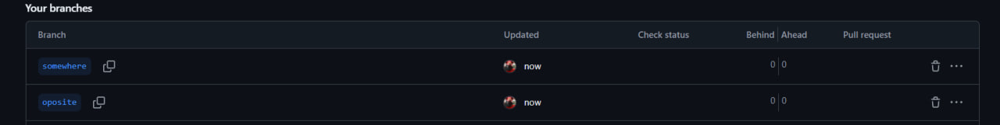 Your branches
Branch Updated Check status Behind Ahead Pull request
somewhere now 0 0
oposite now 0 0